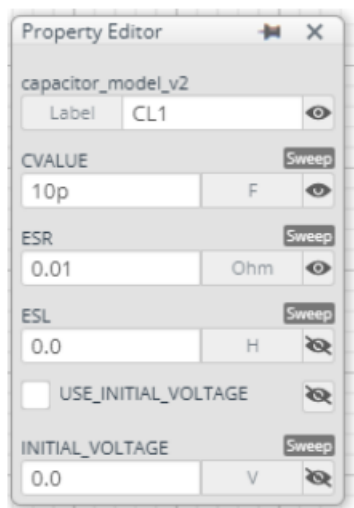 Property Editor
capacitor_model_v2
Label CL1
CVALUE Sweep
10p F
ESR Sweep
0.01 Ohm
ESL Sweep
0.0 H
USE_INITIAL_VOLTAGE
INITIAL_VOLTAGE Sweep
0.0 V